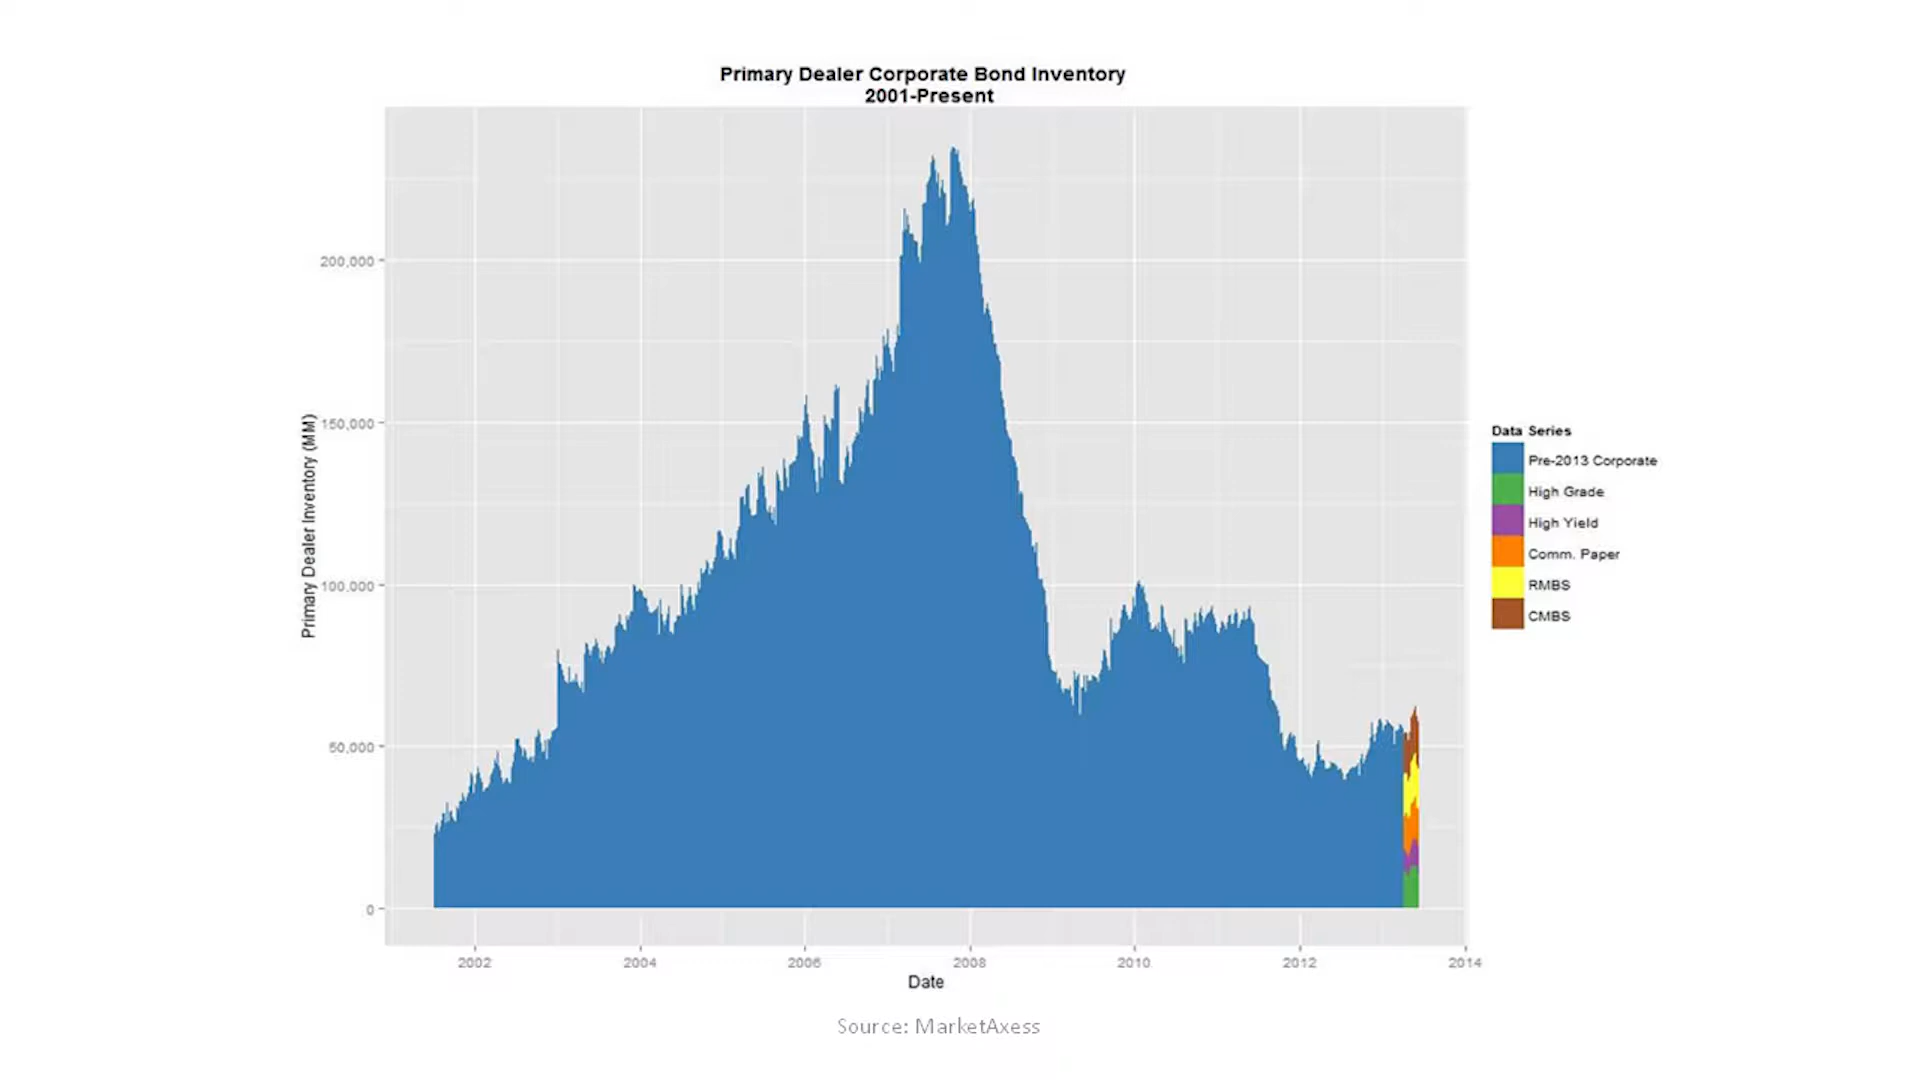 Primary Dealer Corporate Bond Inventory
2001-Present
Primary Dealer Inventory (MM)
200,000
150,000
100,000
50,000
0
2002 2004 2006 2008 2010 2012 2014
Date
Data Series
Pre-2013 Corporate
High Grade
High Yield
Comm. Paper
RMBS
CMBS
Source: MarketAxess